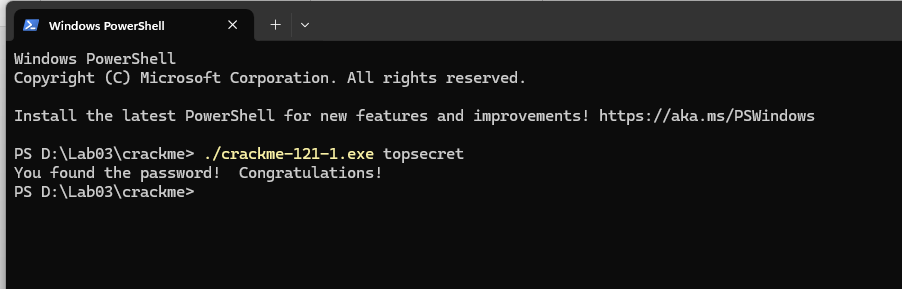 Windows PowerShell
Windows PowerShell
Copyright (C) Microsoft Corporation. All rights reserved.
Install the latest PowerShell for new features and improvements! https://aka.ms/PSWindows
PS D:\Lab03\crackme> ./crackme-121-1.exe topsecret
You found the password!  Congratulations!
PS D:\Lab03\crackme>